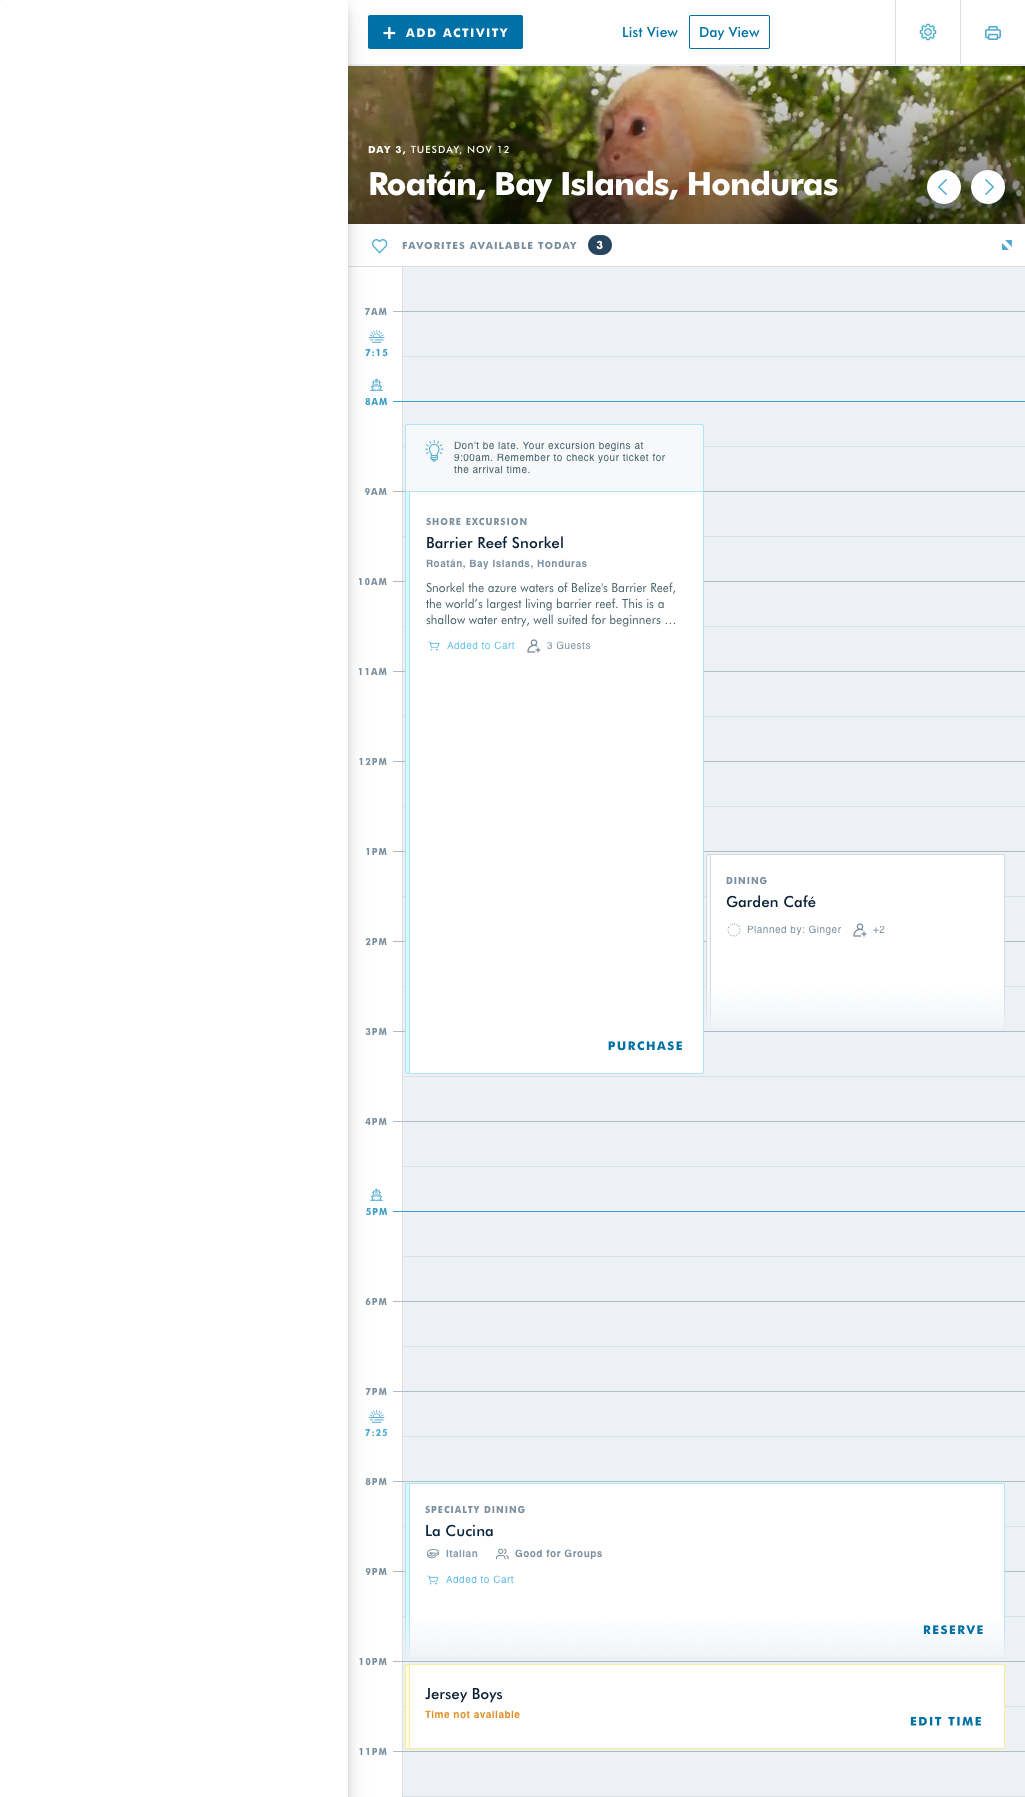 + ADD ACTIVITY
List View
Day View
DAY 3, TUESDAY, NOV 12
Roatán, Bay Islands, Honduras
FAVORITES AVAILABLE TODAY 3
7AM
7:15
8AM
Don't be late. Your excursion begins at
9:00am. Remember to check your ticket for
the arrival time.
9AM
SHORE EXCURSION
Barrier Reef Snorkel
Roatán, Bay Islands, Honduras
10AM
Snorkel the azure waters of Belize's Barrier Reef,
the world's largest living barrier reef. This is a
shallow water entry, well suited for beginners ...
Added to Cart
3 Guests
11AM
12PM
1PM
DINING
Garden Café
Planned by: Ginger
+2
2PM
3PM
PURCHASE
4PM
5PM
6PM
7PM
7:25
8PM
SPECIALTY DINING
La Cucina
Italian
Good for Groups
9PM
Added to Cart
RESERVE
10PM
Jersey Boys
Time not available
EDIT TIME
11PM